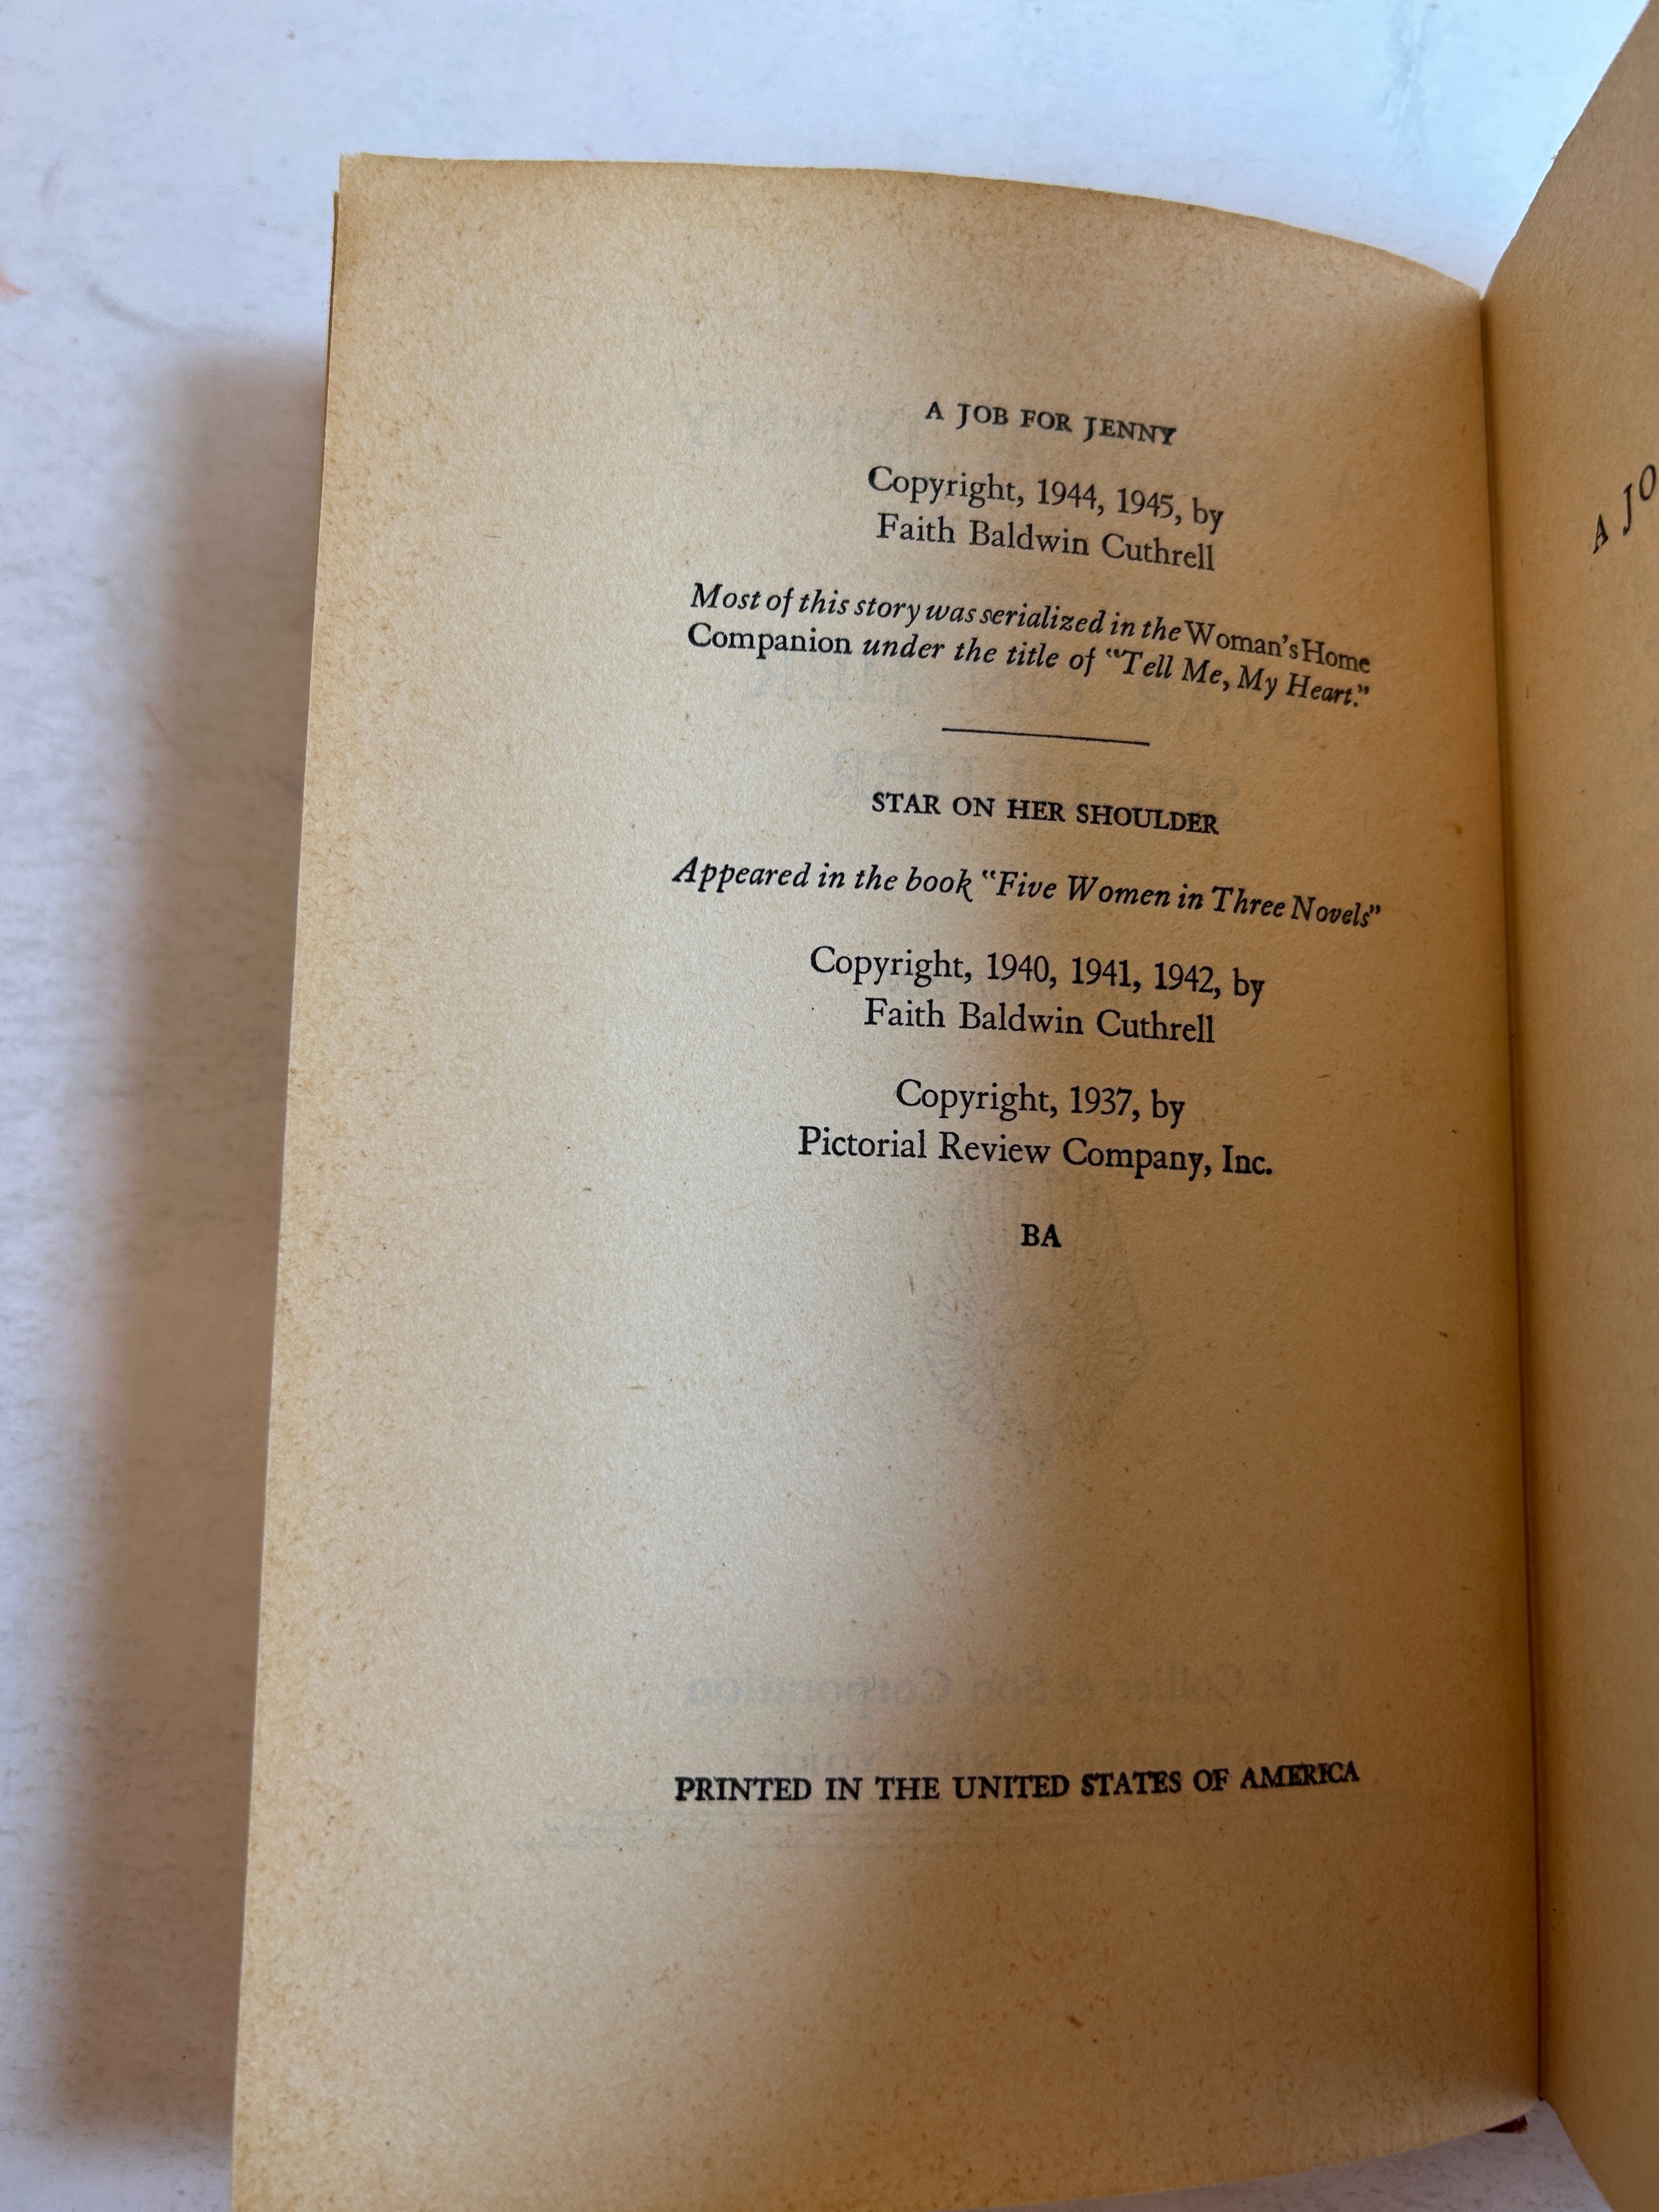 A JOB FOR JENNY
Copyright, 1944, 1945, by
Faith Baldwin Cuthrell
Most of this story was serialized in the Woman's Home
Companion under the title of "Tell Me, My Heart."
STAR ON HER SHOULDER
Appeared in the book "Five Women in Three Novels"
Copyright, 1940, 1941, 1942, by
Faith Baldwin Cuthrell
Copyright, 1937, by
Pictorial Review Company, Inc.
BA
PRINTED IN THE UNITED STATES OF AMERICA
A JO